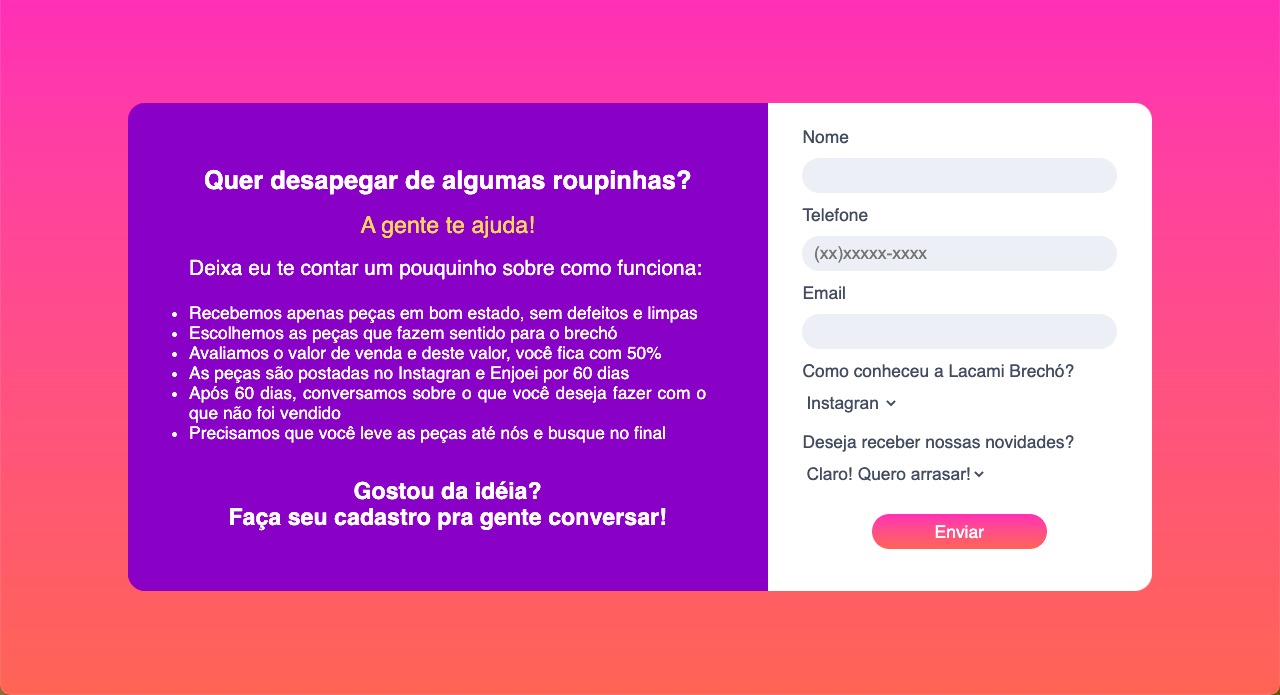 Quer desapegar de algumas roupinhas?
A gente te ajuda!
Deixa eu te contar um pouquinho sobre como funciona:
• Recebemos apenas peças em bom estado, sem defeitos e limpas
• Escolhemos as peças que fazem sentido para o brechó
• Avaliamos o valor de venda e deste valor, você fica com 50%
• As peças são postadas no Instagran e Enjoei por 60 dias
• Após 60 dias, conversamos sobre o que você deseja fazer com o
que não foi vendido
• Precisamos que você leve as peças até nós e busque no final
Gostou da idéia?
Faça seu cadastro pra gente conversar!
Nome
Telefone
(xx)xxxxx-xxxx
Email
Como conheceu a Lacami Brechó?
Instagran
Deseja receber nossas novidades?
Claro! Quero arrasar!
Enviar